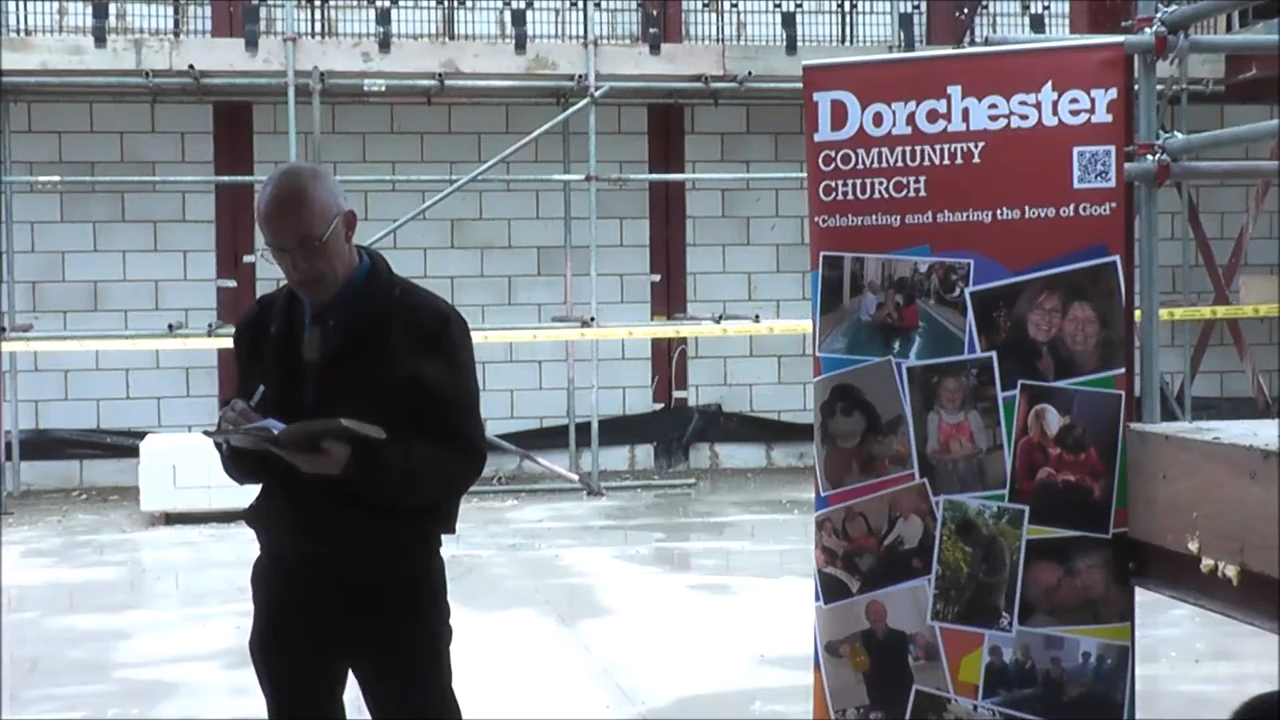 Dorchester
COMMUNITY
CHURCH
"Celebrating and sharing the love of God"